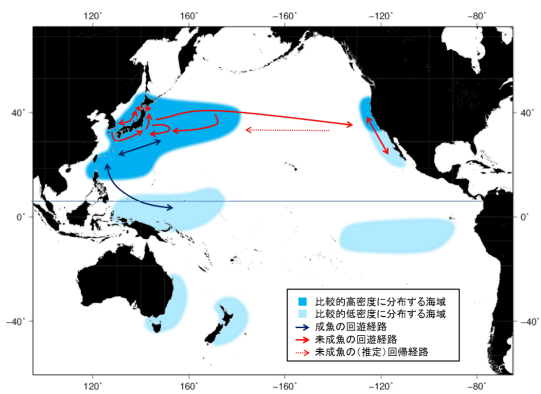 120° 160° −160° −120° −80°
40° 40°
0° 0°
−40° −40°
比較的高密度に分布する海域
比較的低密度に分布する海域
成魚の回遊経路
未成魚の回遊経路
未成魚の(推定)回帰経路
120° 160° −160° −120° −80°